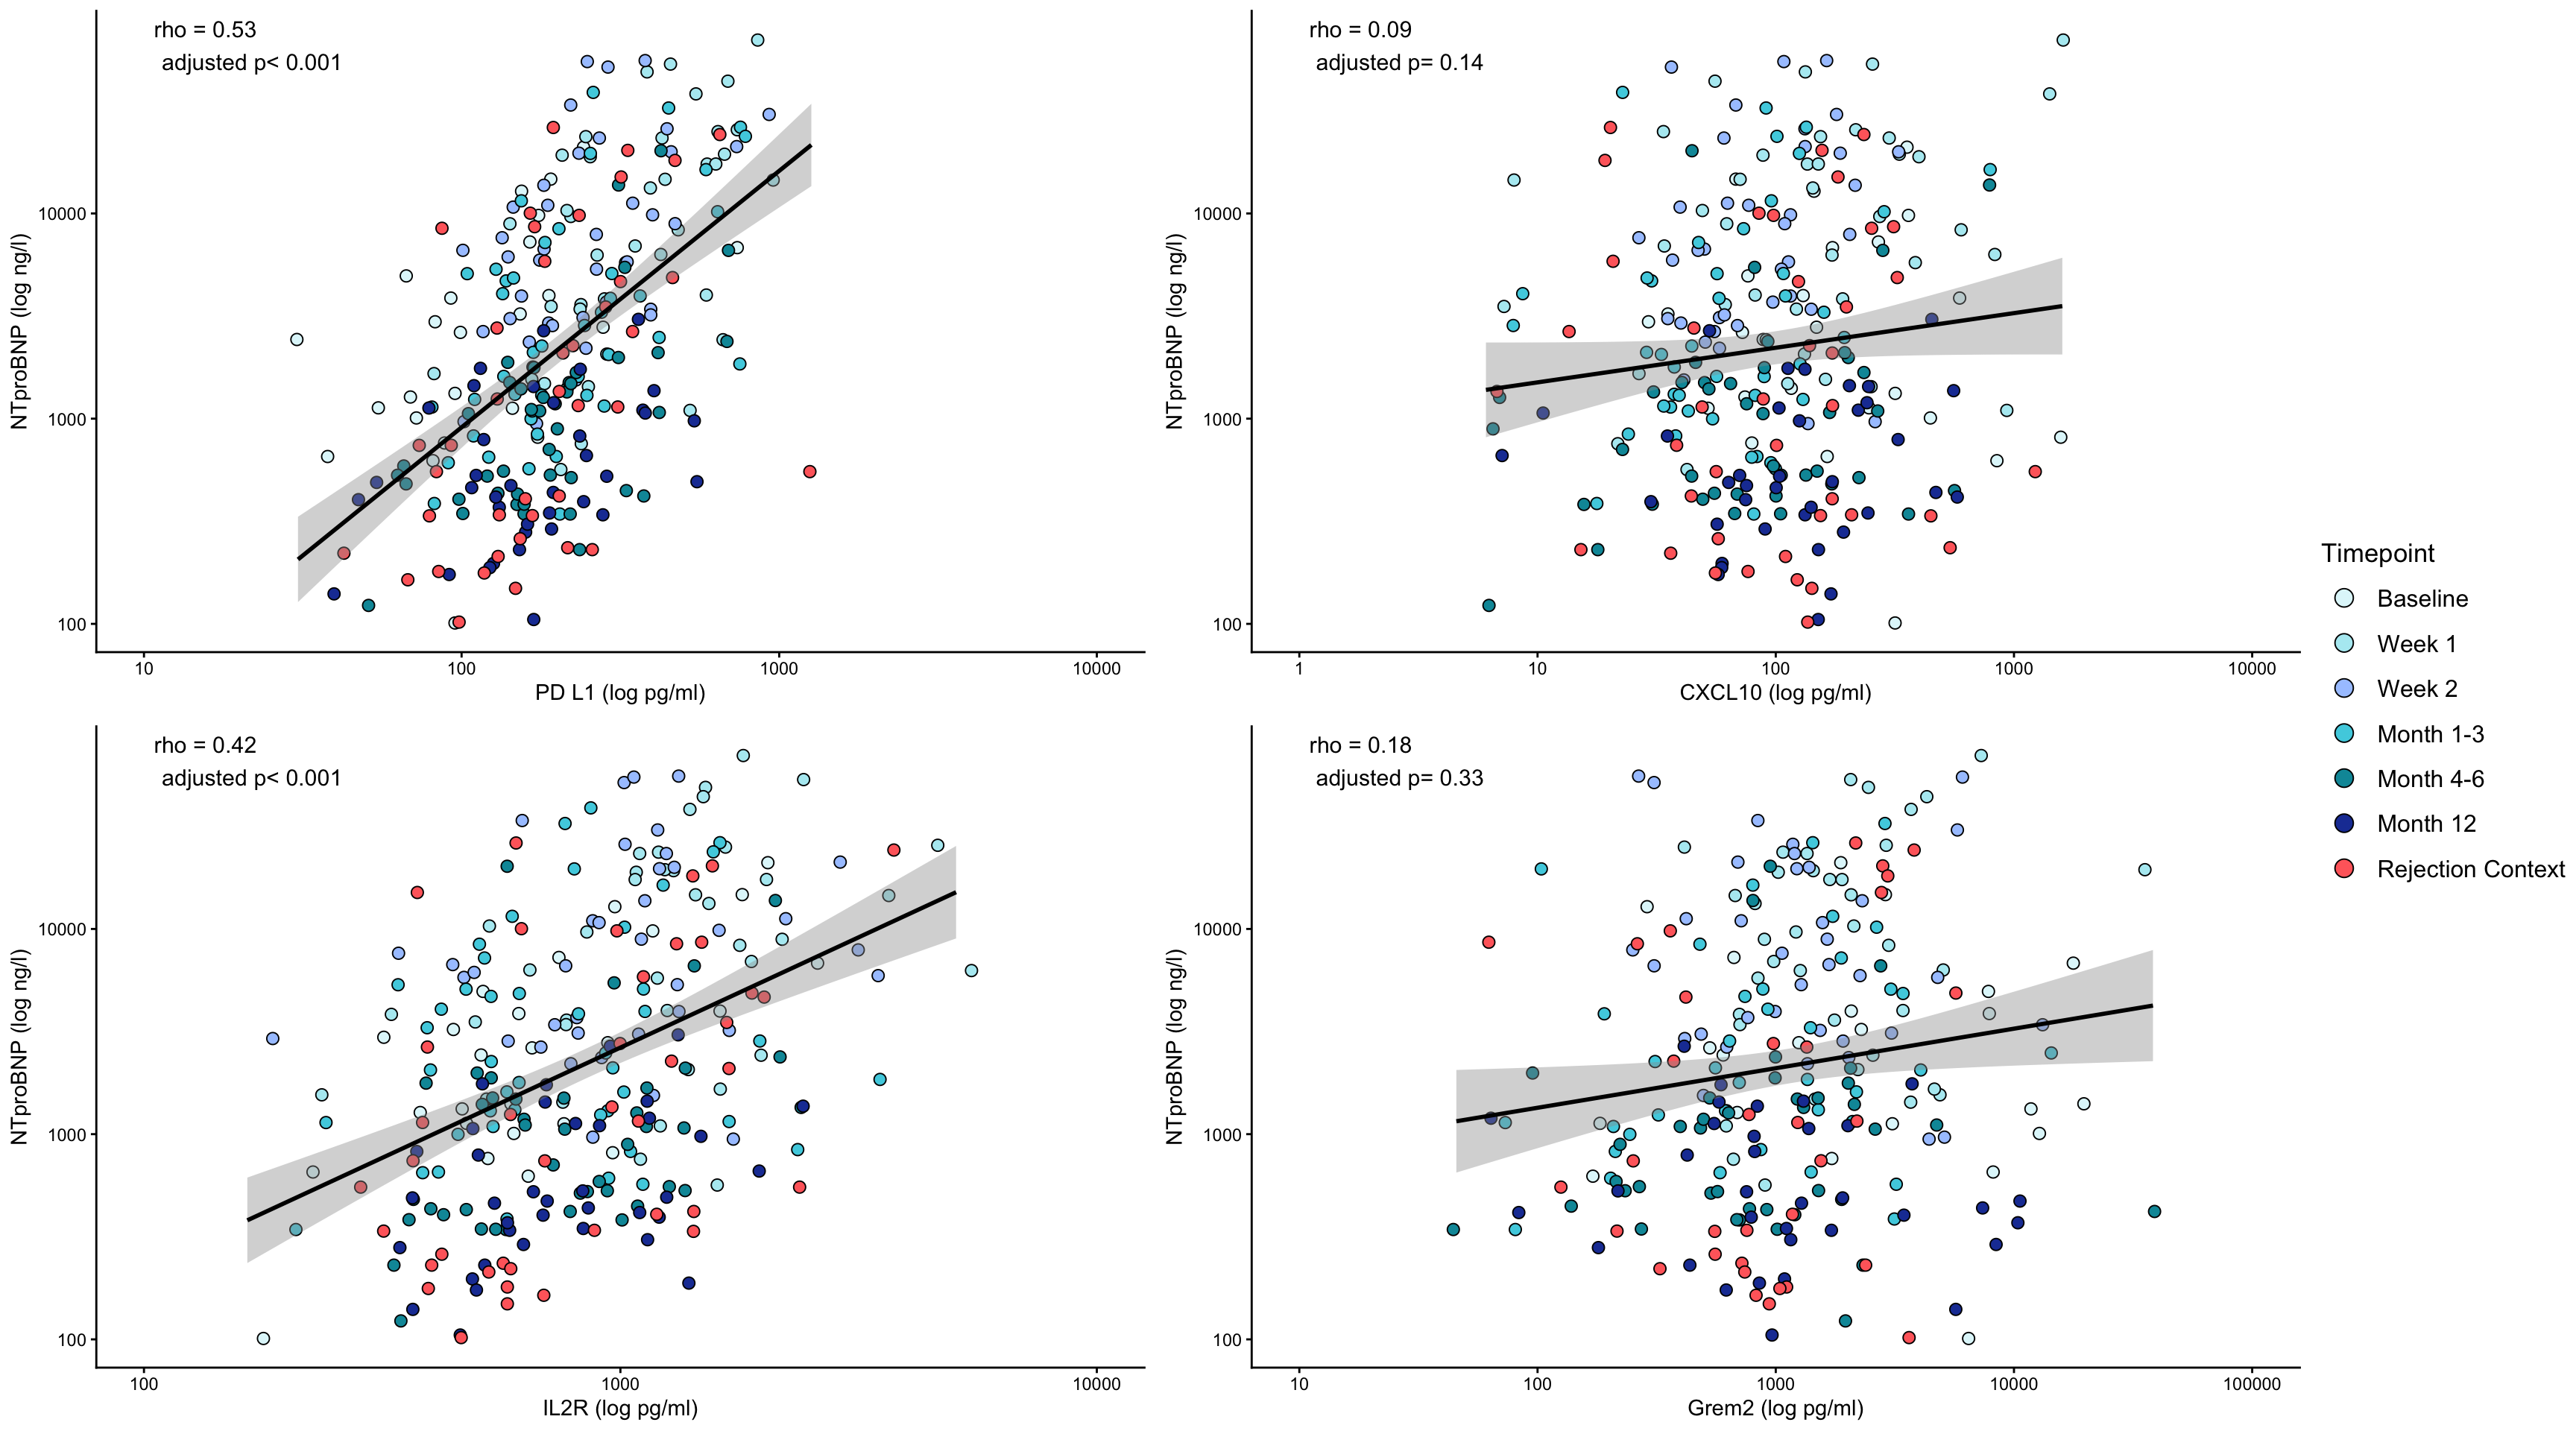 rho = 0.53
adjusted p< 0.001
NTproBNP (log ng/l)
10000
1000
100
10
100
1000
10000
PD L1 (log pg/ml)
rho = 0.09
adjusted p= 0.14
NTproBNP (log ng/l)
10000
1000
100
1
10
100
1000
10000
CXCL10 (log pg/ml)
rho = 0.42
adjusted p< 0.001
NTproBNP (log ng/l)
10000
1000
100
100
1000
10000
IL2R (log pg/ml)
rho = 0.18
adjusted p= 0.33
NTproBNP (log ng/l)
10000
1000
100
10
100
1000
10000
100000
Grem2 (log pg/ml)
Timepoint
Baseline
Week 1
Week 2
Month 1-3
Month 4-6
Month 12
Rejection Context